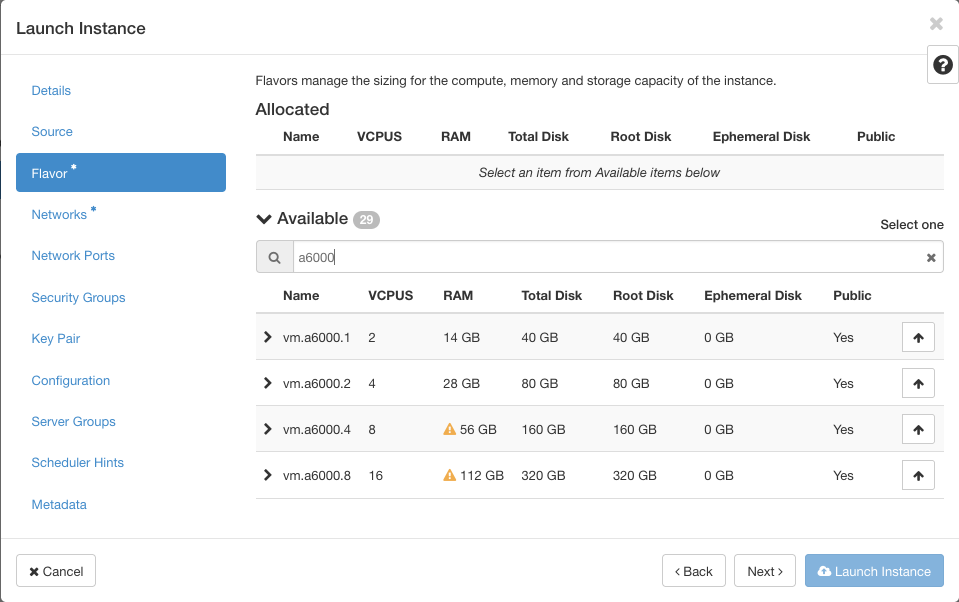 Launch Instance
Details
Source
Flavor *
Networks *
Network Ports
Security Groups
Key Pair
Configuration
Server Groups
Scheduler Hints
Metadata
Flavors manage the sizing for the compute, memory and storage capacity of the instance.
Allocated
Name VCPUS RAM Total Disk Root Disk Ephemeral Disk Public
Select an item from Available items below
Available 29
Select one
a6000
Name VCPUS RAM Total Disk Root Disk Ephemeral Disk Public
vm.a6000.1 2 14 GB 40 GB 40 GB 0 GB Yes
vm.a6000.2 4 28 GB 80 GB 80 GB 0 GB Yes
vm.a6000.4 8 56 GB 160 GB 160 GB 0 GB Yes
vm.a6000.8 16 112 GB 320 GB 320 GB 0 GB Yes
Cancel
‹ Back
Next ›
Launch Instance